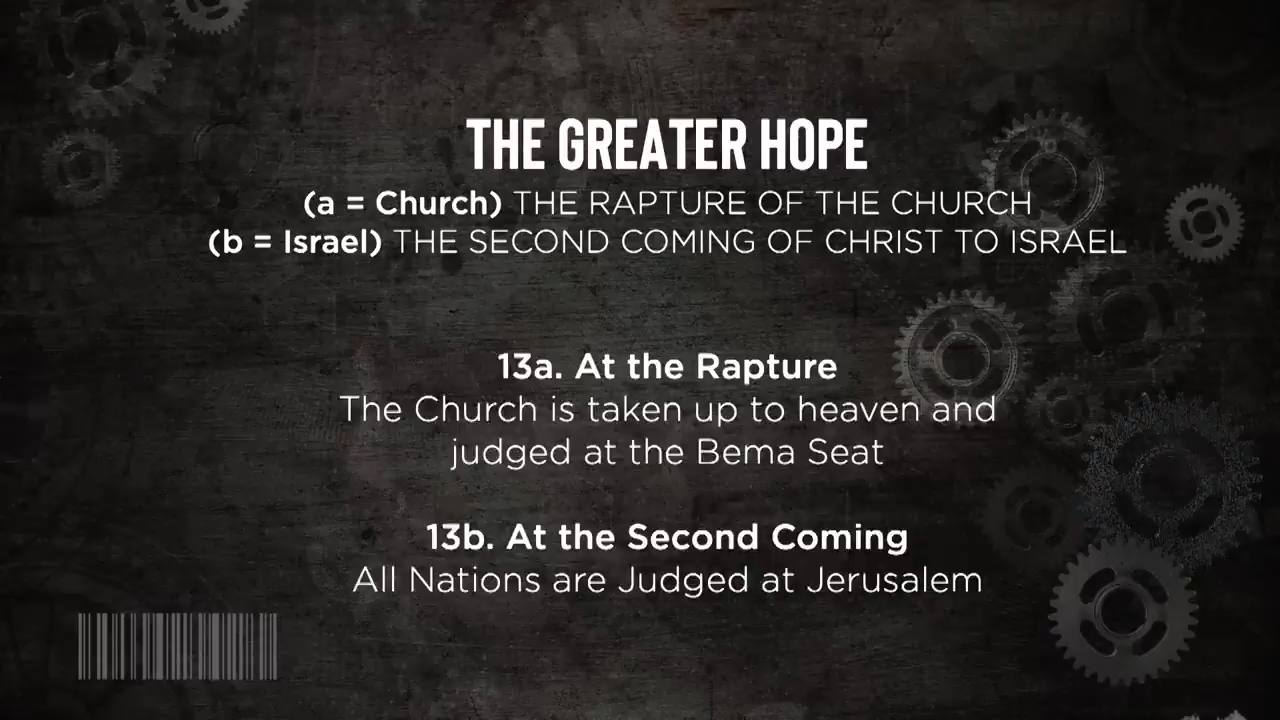 THE GREATER HOPE
(a = Church) THE RAPTURE OF THE CHURCH
(b = Israel) THE SECOND COMING OF CHRIST TO ISRAEL
13a. At the Rapture
The Church is taken up to heaven and
judged at the Bema Seat
13b. At the Second Coming
All Nations are Judged at Jerusalem